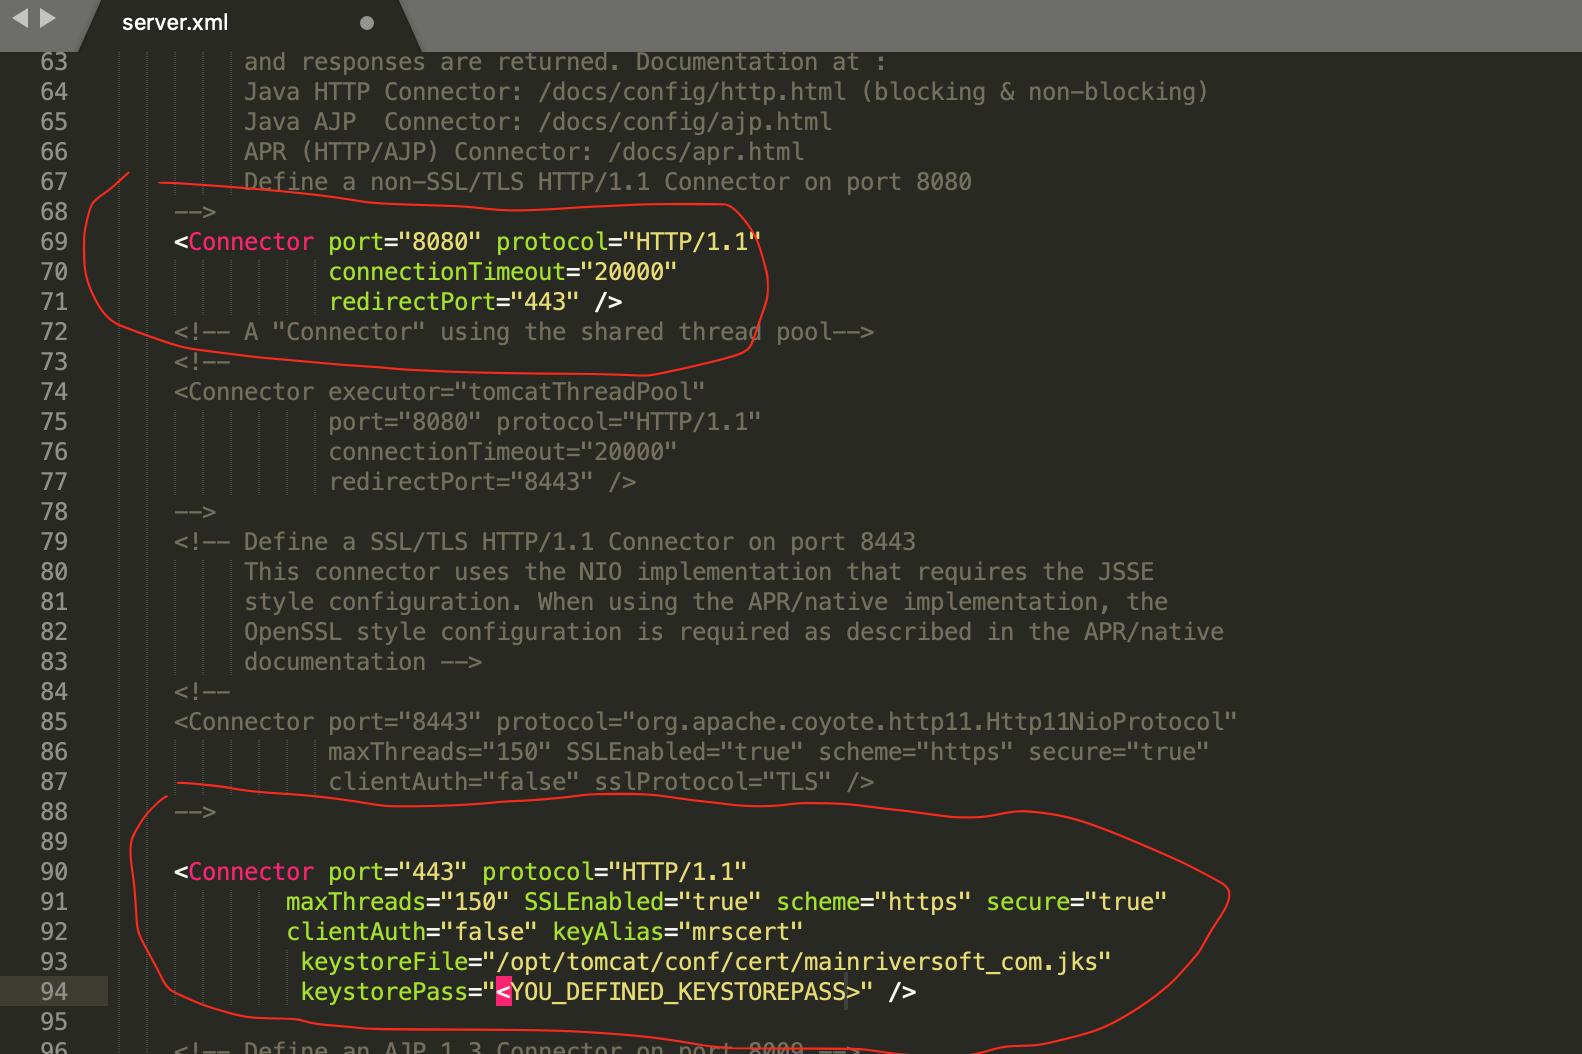 server.xml
63 and responses are returned. Documentation at :
64 Java HTTP Connector: /docs/config/http.html (blocking & non-blocking)
65 Java AJP  Connector: /docs/config/ajp.html
66 APR (HTTP/AJP) Connector: /docs/apr.html
67 Define a non-SSL/TLS HTTP/1.1 Connector on port 8080
68 -->
69 <Connector port="8080" protocol="HTTP/1.1"
70 connectionTimeout="20000"
71 redirectPort="443" />
72 <!-- A "Connector" using the shared thread pool-->
73 <!--
74 <Connector executor="tomcatThreadPool"
75 port="8080" protocol="HTTP/1.1"
76 connectionTimeout="20000"
77 redirectPort="8443" />
78 -->
79 <!-- Define a SSL/TLS HTTP/1.1 Connector on port 8443
80 This connector uses the NIO implementation that requires the JSSE
81 style configuration. When using the APR/native implementation, the
82 OpenSSL style configuration is required as described in the APR/native
83 documentation -->
84 <!--
85 <Connector port="8443" protocol="org.apache.coyote.http11.Http11NioProtocol"
86 maxThreads="150" SSLEnabled="true" scheme="https" secure="true"
87 clientAuth="false" sslProtocol="TLS" />
88 -->
89
90 <Connector port="443" protocol="HTTP/1.1"
91 maxThreads="150" SSLEnabled="true" scheme="https" secure="true"
92 clientAuth="false" keyAlias="mrscert"
93 keystoreFile="/opt/tomcat/conf/cert/mainriversoft_com.jks"
94 keystorePass="<YOU_DEFINED_KEYSTOREPASS>" />
95
96 <!-- Define an AJP 1.3 Connector on port 8009 -->